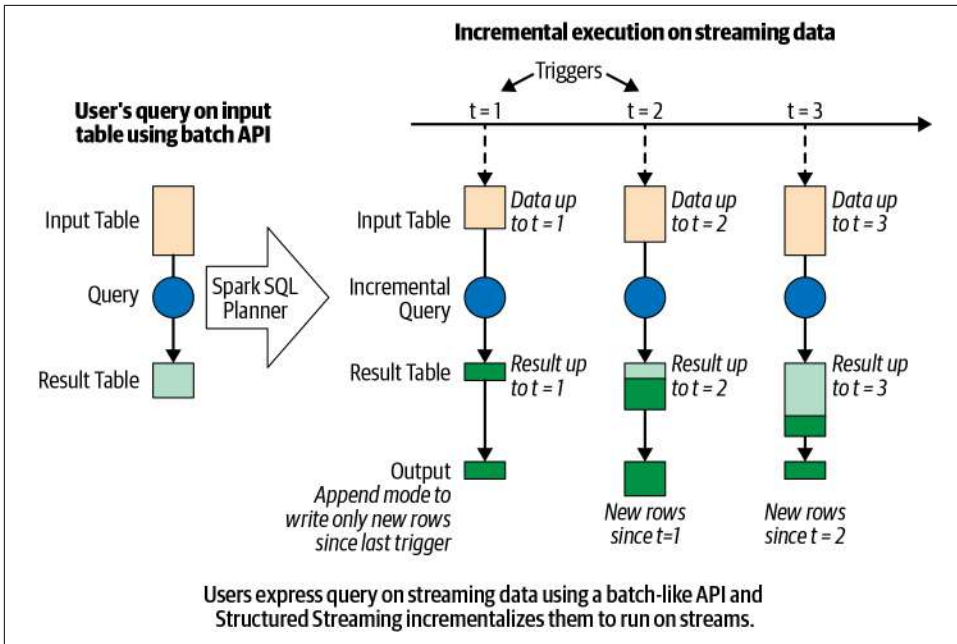 Incremental execution on streaming data
Triggers
User's query on input
table using batch API
t = 1
t = 2
t = 3
Input Table
Query
Result Table
Spark SQL
Planner
Input Table
Data up
to t = 1
Data up
to t = 2
Data up
to t = 3
Incremental
Query
Result Table
Result up
to t = 1
Result up
to t = 2
Result up
to t = 3
Output
Append mode to
write only new rows
since last trigger
New rows
since t=1
New rows
since t = 2
Users express query on streaming data using a batch-like API and
Structured Streaming incrementalizes them to run on streams.